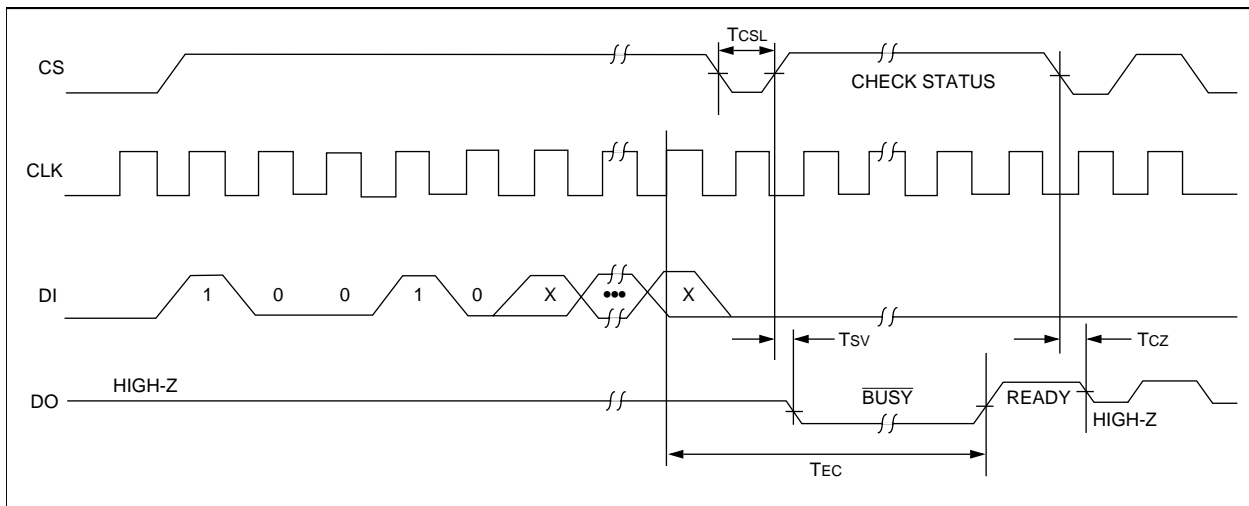 TCSL
CS
CHECK STATUS
CLK
DI
1 0 0 1 0 X ••• X
TSV
TCZ
HIGH-Z
DO
BUSY
READY
HIGH-Z
TEC